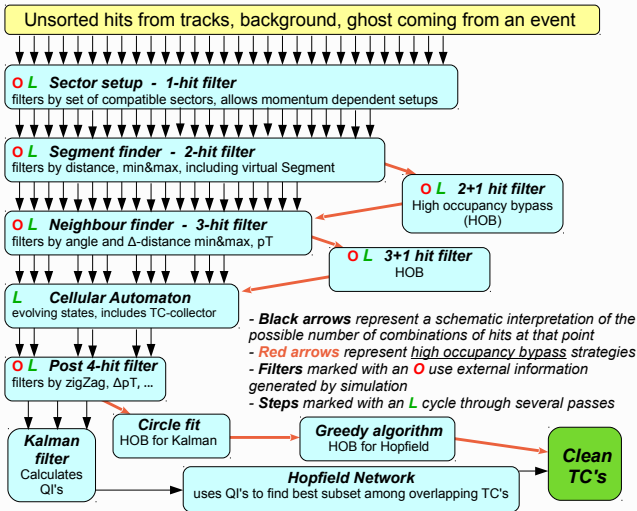 Unsorted hits from tracks, background, ghost coming from an event
O L Sector setup - 1-hit filter
filters by set of compatible sectors, allows momentum dependent setups
O L Segment finder - 2-hit filter
filters by distance, min&max, including virtual Segment
O L 2+1 hit filter
High occupancy bypass
(HOB)
O L Neighbour finder - 3-hit filter
filters by angle and Δ-distance min&max, pT
O L 3+1 hit filter
HOB
L Cellular Automaton
evolving states, includes TC-collector
- Black arrows represent a schematic interpretation of the
possible number of combinations of hits at that point
- Red arrows represent high occupancy bypass strategies
- Filters marked with an O use external information
generated by simulation
- Steps marked with an L cycle through several passes
O L Post 4-hit filter
filters by zigZag, ΔpT, ...
Circle fit
HOB for Kalman
Greedy algorithm
HOB for Hopfield
Kalman
filter
Calculates
QI's
Hopfield Network
uses QI's to find best subset among overlapping TC's
Clean
TC's